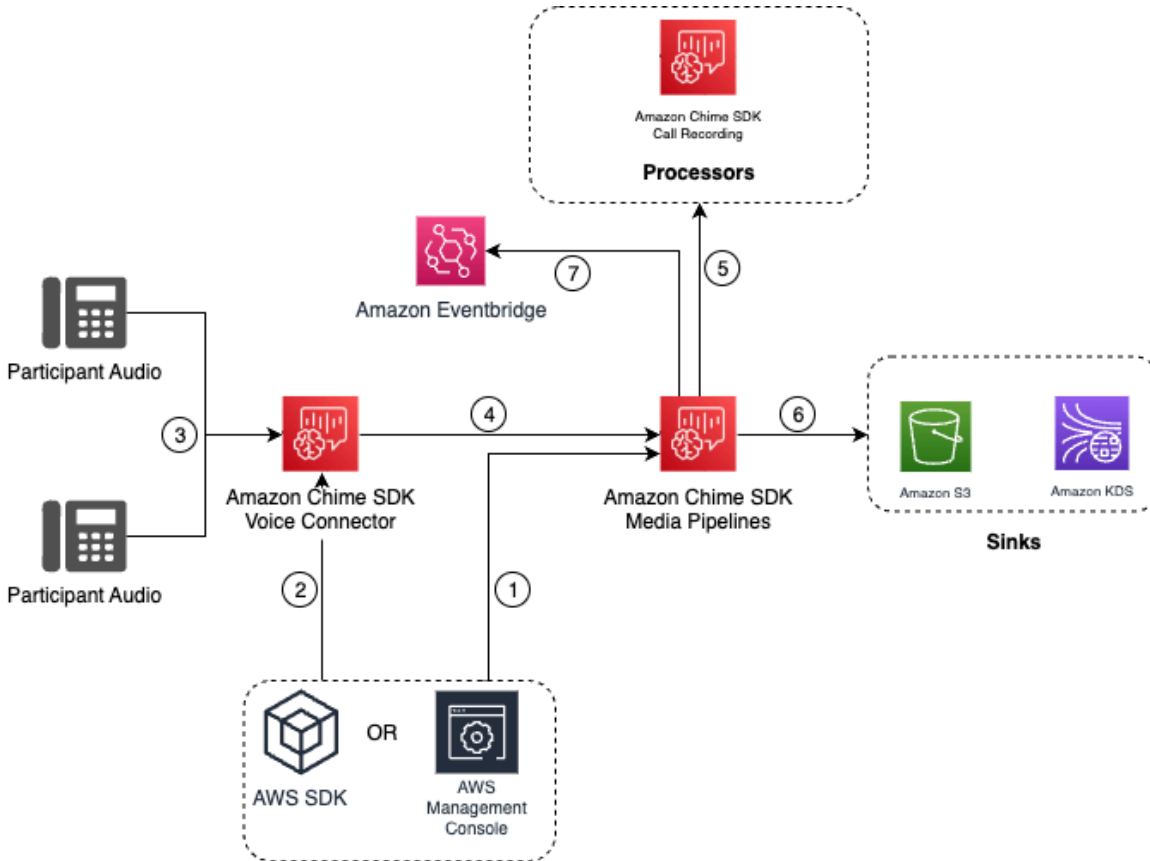 Amazon Chime SDK
Call Recording
Processors
7
5
Amazon Eventbridge
Participant Audio
3
4
6
Amazon Chime SDK
Voice Connector
Amazon Chime SDK
Media Pipelines
Amazon S3
Amazon KDS
Sinks
Participant Audio
2
1
OR
AWS SDK
AWS
Management
Console